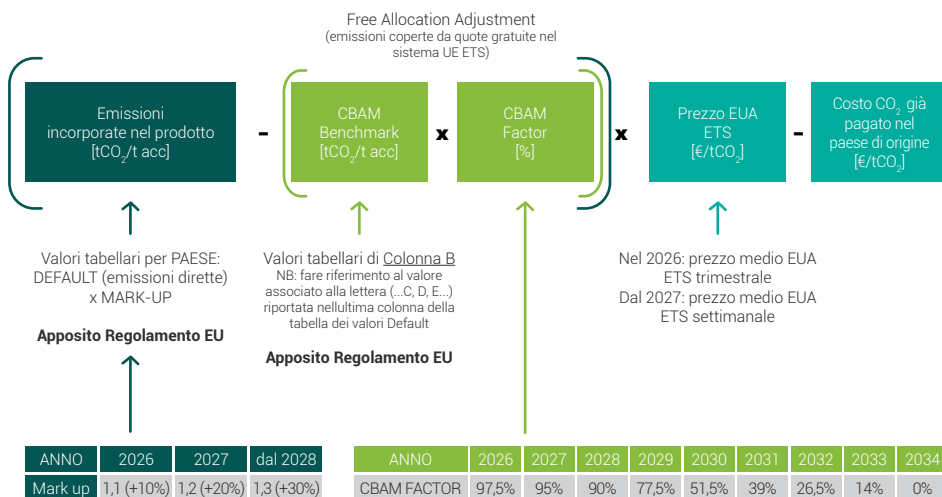 Free Allocation Adjustment
(emissioni coperte da quote gratuite nel
sistema UE ETS)
Emissioni
incorporate nel prodotto
[tCO2/t acc]
-
CBAM
Benchmark
[tCO2/t acc]
x
CBAM
Factor
[%]
x
Prezzo EUA
ETS
[€/tCO2]
-
Costo CO2 già
pagato nel
paese di origine
[€/tCO2]
Valori tabellari per PAESE:
DEFAULT (emissioni dirette)
x MARK-UP
Apposito Regolamento EU
Valori tabellari di Colonna B
NB: fare riferimento al valore
associato alla lettera (...C, D, E...)
riportata nellultima colonna della
tabella dei valori Default
Apposito Regolamento EU
Nel 2026: prezzo medio EUA
ETS trimestrale
Dal 2027: prezzo medio EUA
ETS settimanale
ANNO 2026 2027 dal 2028
Mark up 1,1 (+10%) 1,2 (+20%) 1,3 (+30%)
ANNO 2026 2027 2028 2029 2030 2031 2032 2033 2034
CBAM FACTOR 97,5% 95% 90% 77,5% 51,5% 39% 26,5% 14% 0%